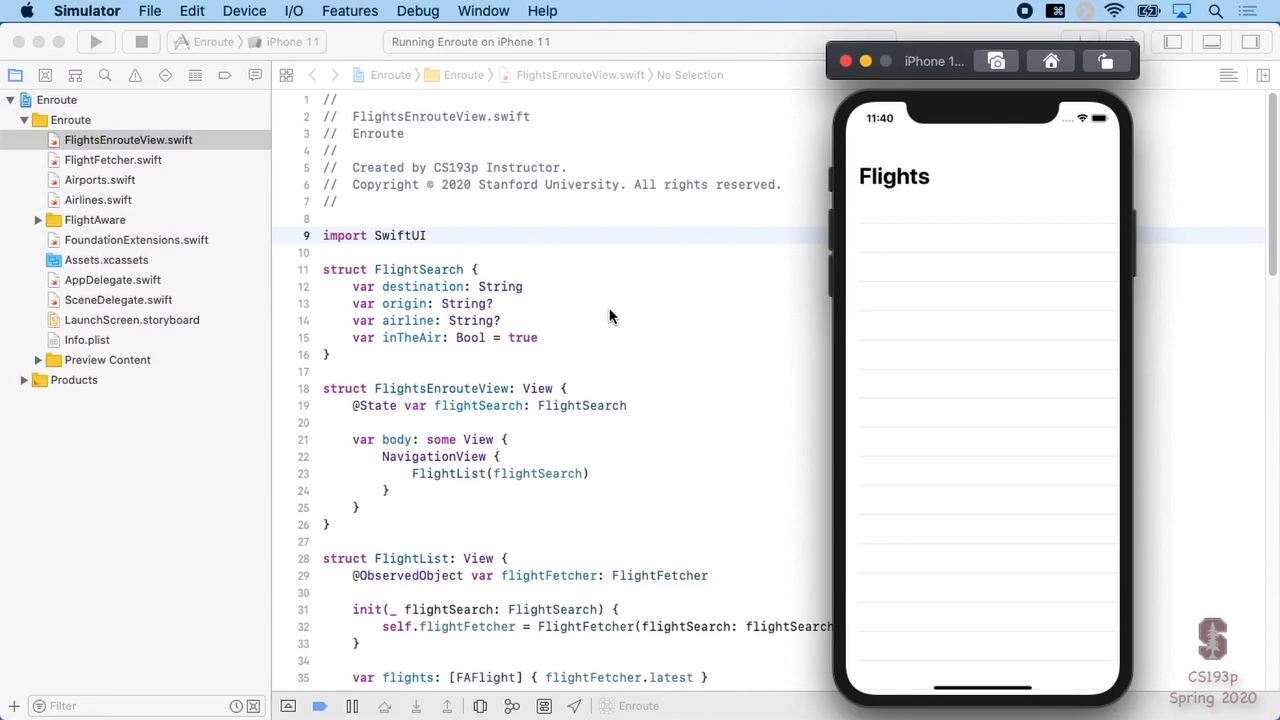 Simulator File Edit Device I/O Features Debug Window Help
Enroute iPhone 11 Running Enroute on iPhone 11
iPhone 1...
Enroute Enroute FlightsEnrouteView.swift No Selection
Enroute
Enroute
FlightsEnrouteView.swift
FlightFetcher.swift
Airports.swift
Airlines.swift
FlightAware
FoundationExtensions.swift
Assets.xcassets
AppDelegate.swift
SceneDelegate.swift
LaunchScreen.storyboard
Info.plist
Preview Content
Products
Filter
1 //
2 // FlightsEnrouteView.swift
3 // Enroute
4 //
5 // Created by CS193p Instructor.
6 // Copyright © 2020 Stanford University. All rights reserved.
7 //
8
9 import SwiftUI
10
11 struct FlightSearch {
12 var destination: String
13 var origin: String?
14 var airline: String?
15 var inTheAir: Bool = true
16 }
17
18 struct FlightsEnrouteView: View {
19 @State var flightSearch: FlightSearch
20
21 var body: some View {
22 NavigationView {
23 FlightList(flightSearch)
24 }
25 }
26 }
27
28 struct FlightList: View {
29 @ObservedObject var flightFetcher: FlightFetcher
30
31 init(_ flightSearch: FlightSearch) {
32 self.flightFetcher = FlightFetcher(flightSearch: flightSearch
33 }
34
35 var flights: [FAFlight] { flightFetcher.latest }
Enroute
11:40
Flights
CS193p
Spring 2020